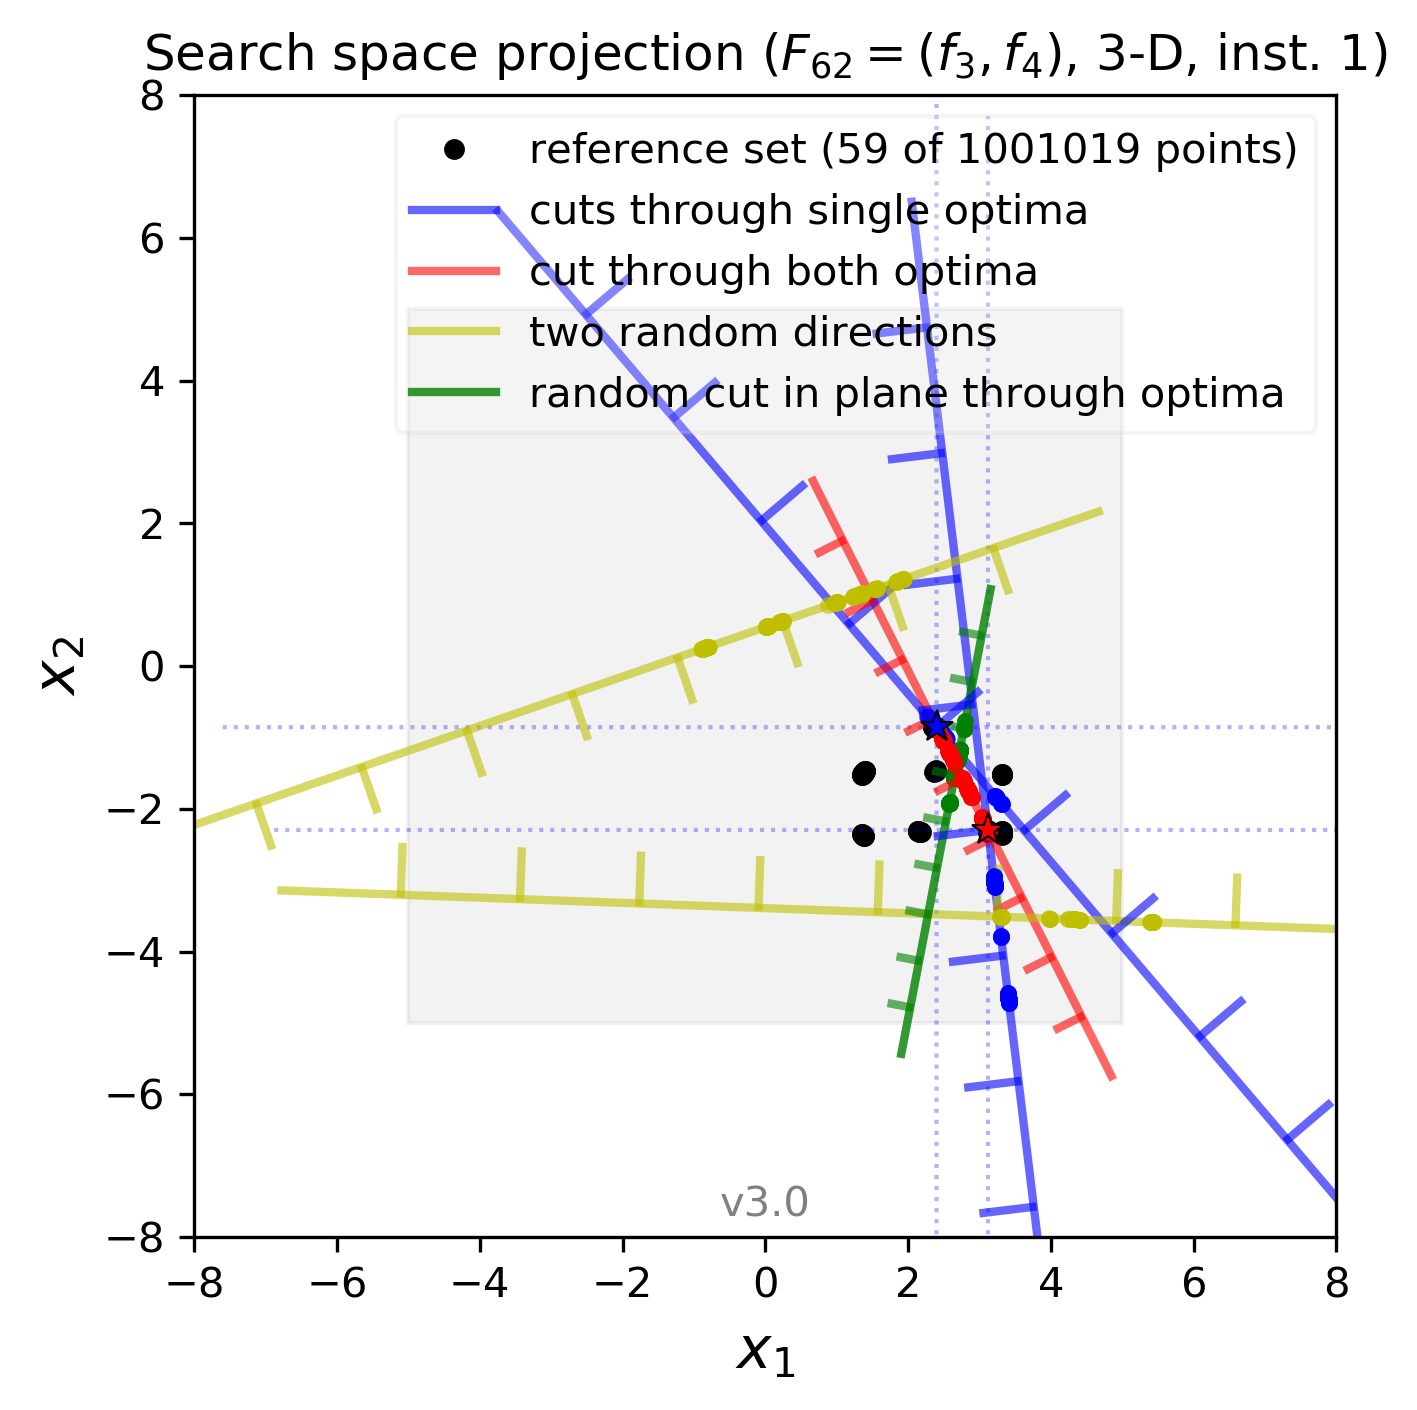 Search space projection (F₆₂ = (f₃, f₄), 3-D, inst. 1)
8
reference set (59 of 1001019 points)
cuts through single optima
6
cut through both optima
two random directions
4
random cut in plane through optima
2
0
x₂
−2
−4
−6
v3.0
−8
−8 −6 −4 −2 0 2 4 6 8
x₁